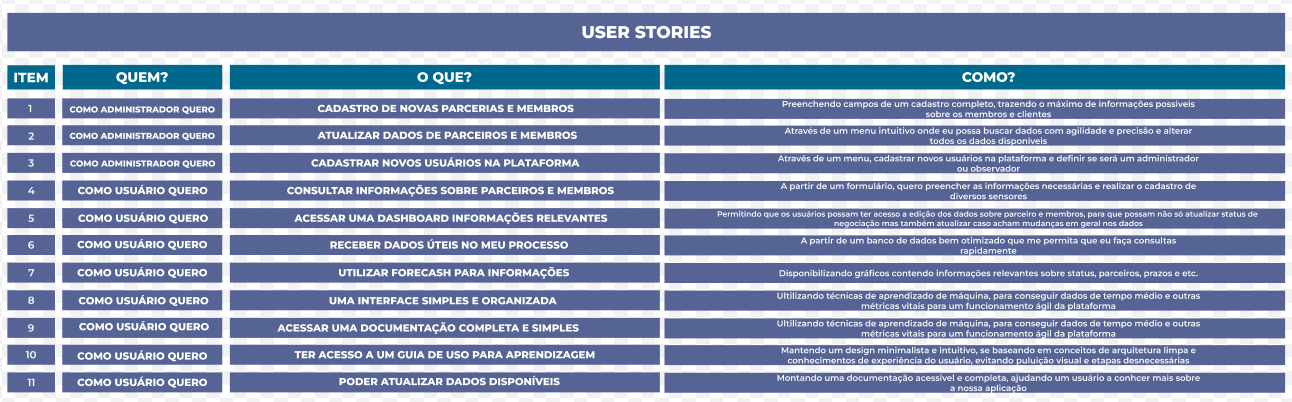 USER STORIES
ITEM QUEM? O QUE? COMO?
1 COMO ADMINISTRADOR QUERO CADASTRO DE NOVAS PARCERIAS E MEMBROS Preenchendo campos de um cadastro completo, trazendo o máximo de informações possiveis
sobre os membros e clientes
2 COMO ADMINISTRADOR QUERO ATUALIZAR DADOS DE PARCEIROS E MEMBROS Através de um menu intuitivo onde eu possa buscar dados com agilidade e precisão e alterar
todos os dados disponiveis
3 COMO ADMINISTRADOR QUERO CADASTRAR NOVOS USUÁRIOS NA PLATAFORMA Através de um menu, cadastrar novos usuários na plataforma e definir se será um administrador
ou observador
4 COMO USUÁRIO QUERO CONSULTAR INFORMAÇÕES SOBRE PARCEIROS E MEMBROS A partir de um formulário, quero preencher as informações necessárias e realizar o cadastro de
diversos sensores
5 COMO USUÁRIO QUERO ACESSAR UMA DASHBOARD INFORMAÇÕES RELEVANTES Permitindo que os usuários possam ter acesso a edição dos dados sobre parceiro e membros, para que possam não só atualizar status de
negociação mas também atualizar caso acham mudanças em geral nos dados
6 COMO USUÁRIO QUERO RECEBER DADOS ÚTEIS NO MEU PROCESSO A partir de um banco de dados bem otimizado que me permita que eu faça consultas
rapidamente
7 COMO USUÁRIO QUERO UTILIZAR FORECASH PARA INFORMAÇÕES Disponibilizando gráficos contendo informações relevantes sobre status, parceiros, prazos e etc.
8 COMO USUÁRIO QUERO UMA INTERFACE SIMPLES E ORGANIZADA Ultilizando técnicas de aprendizado de máquina, para conseguir dados de tempo médio e outras
métricas vitais para um funcionamento ágil da plataforma
9 COMO USUÁRIO QUERO ACESSAR UMA DOCUMENTAÇÃO COMPLETA E SIMPLES Ultilizando técnicas de aprendizado de máquina, para conseguir dados de tempo médio e outras
métricas vitais para um funcionamento ágil da plataforma
10 COMO USUÁRIO QUERO TER ACESSO A UM GUIA DE USO PARA APRENDIZAGEM Mantendo um design minimalista e intuitivo, se baseando em conceitos de arquitetura limpa e
conhecimentos de experiência do usuário, evitando puluição visual e etapas desnecessárias
11 COMO USUÁRIO QUERO PODER ATUALIZAR DADOS DISPONÍVEIS Montando uma documentação acessivel e completa, ajudando um usuário a conhcer mais sobre
a nossa aplicação